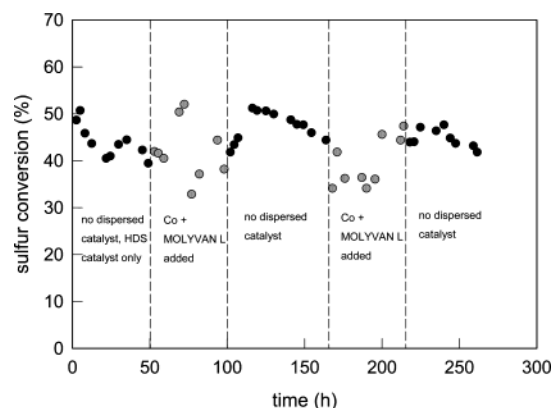 70
60
50
40
30
20
10
0
sulfur conversion (%)
no dispersed
catalyst, HDS
catalyst only
Co +
MOLYVAN L
added
no dispersed
catalyst
Co +
MOLYVAN L
added
no dispersed
catalyst
0 50 100 150 200 250 300
time (h)